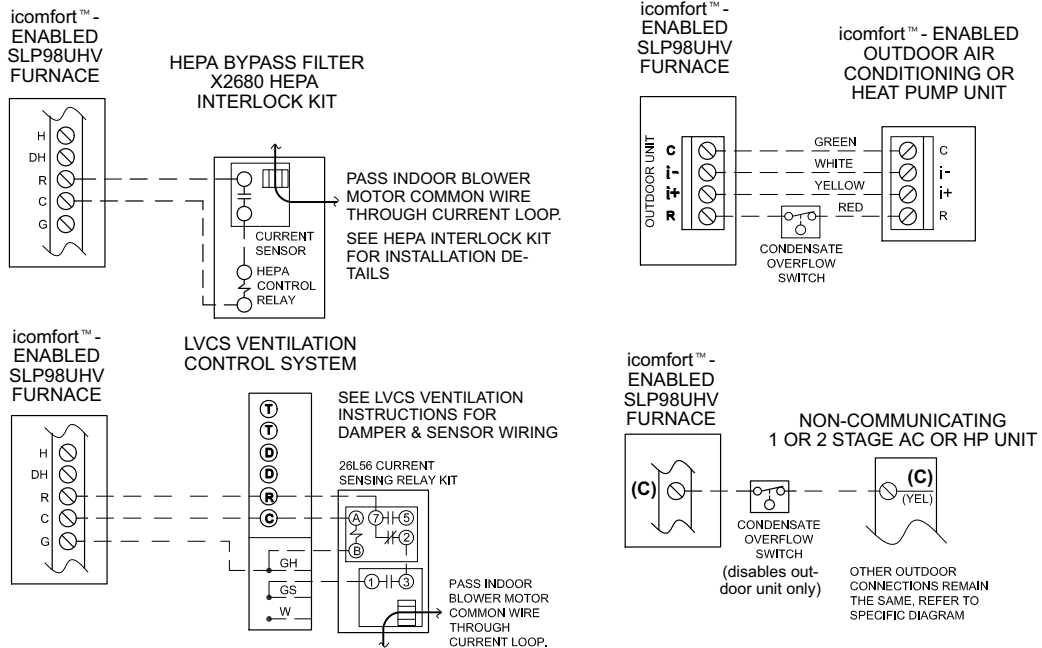 icomfort™-
ENABLED
SLP98UHV
FURNACE
HEPA BYPASS FILTER
X2680 HEPA
INTERLOCK KIT
H
DH
R
C
G
CURRENT
SENSOR
HEPA
CONTROL
RELAY
PASS INDOOR BLOWER
MOTOR COMMON WIRE
THROUGH CURRENT LOOP.
SEE HEPA INTERLOCK KIT
FOR INSTALLATION DE-
TAILS
icomfort™-
ENABLED
SLP98UHV
FURNACE
icomfort™- ENABLED
OUTDOOR AIR
CONDITIONING OR
HEAT PUMP UNIT
OUTDOOR UNIT
C
i-
i+
R
GREEN
WHITE
YELLOW
RED
C
i-
i+
R
CONDENSATE
OVERFLOW
SWITCH
icomfort™-
ENABLED
SLP98UHV
FURNACE
LVCS VENTILATION
CONTROL SYSTEM
H
DH
R
C
G
T
T
D
D
R
C
GH
GS
W
SEE LVCS VENTILATION
INSTRUCTIONS FOR
DAMPER & SENSOR WIRING
26L56 CURRENT
SENSING RELAY KIT
A
7
5
2
B
1
3
PASS INDOOR
BLOWER MOTOR
COMMON WIRE
THROUGH
CURRENT LOOP.
icomfort™-
ENABLED
SLP98UHV
FURNACE
NON-COMMUNICATING
1 OR 2 STAGE AC OR HP UNIT
(C)
(C)
(YEL)
CONDENSATE
OVERFLOW
SWITCH
(disables out-
door unit only)
OTHER OUTDOOR
CONNECTIONS REMAIN
THE SAME, REFER TO
SPECIFIC DIAGRAM